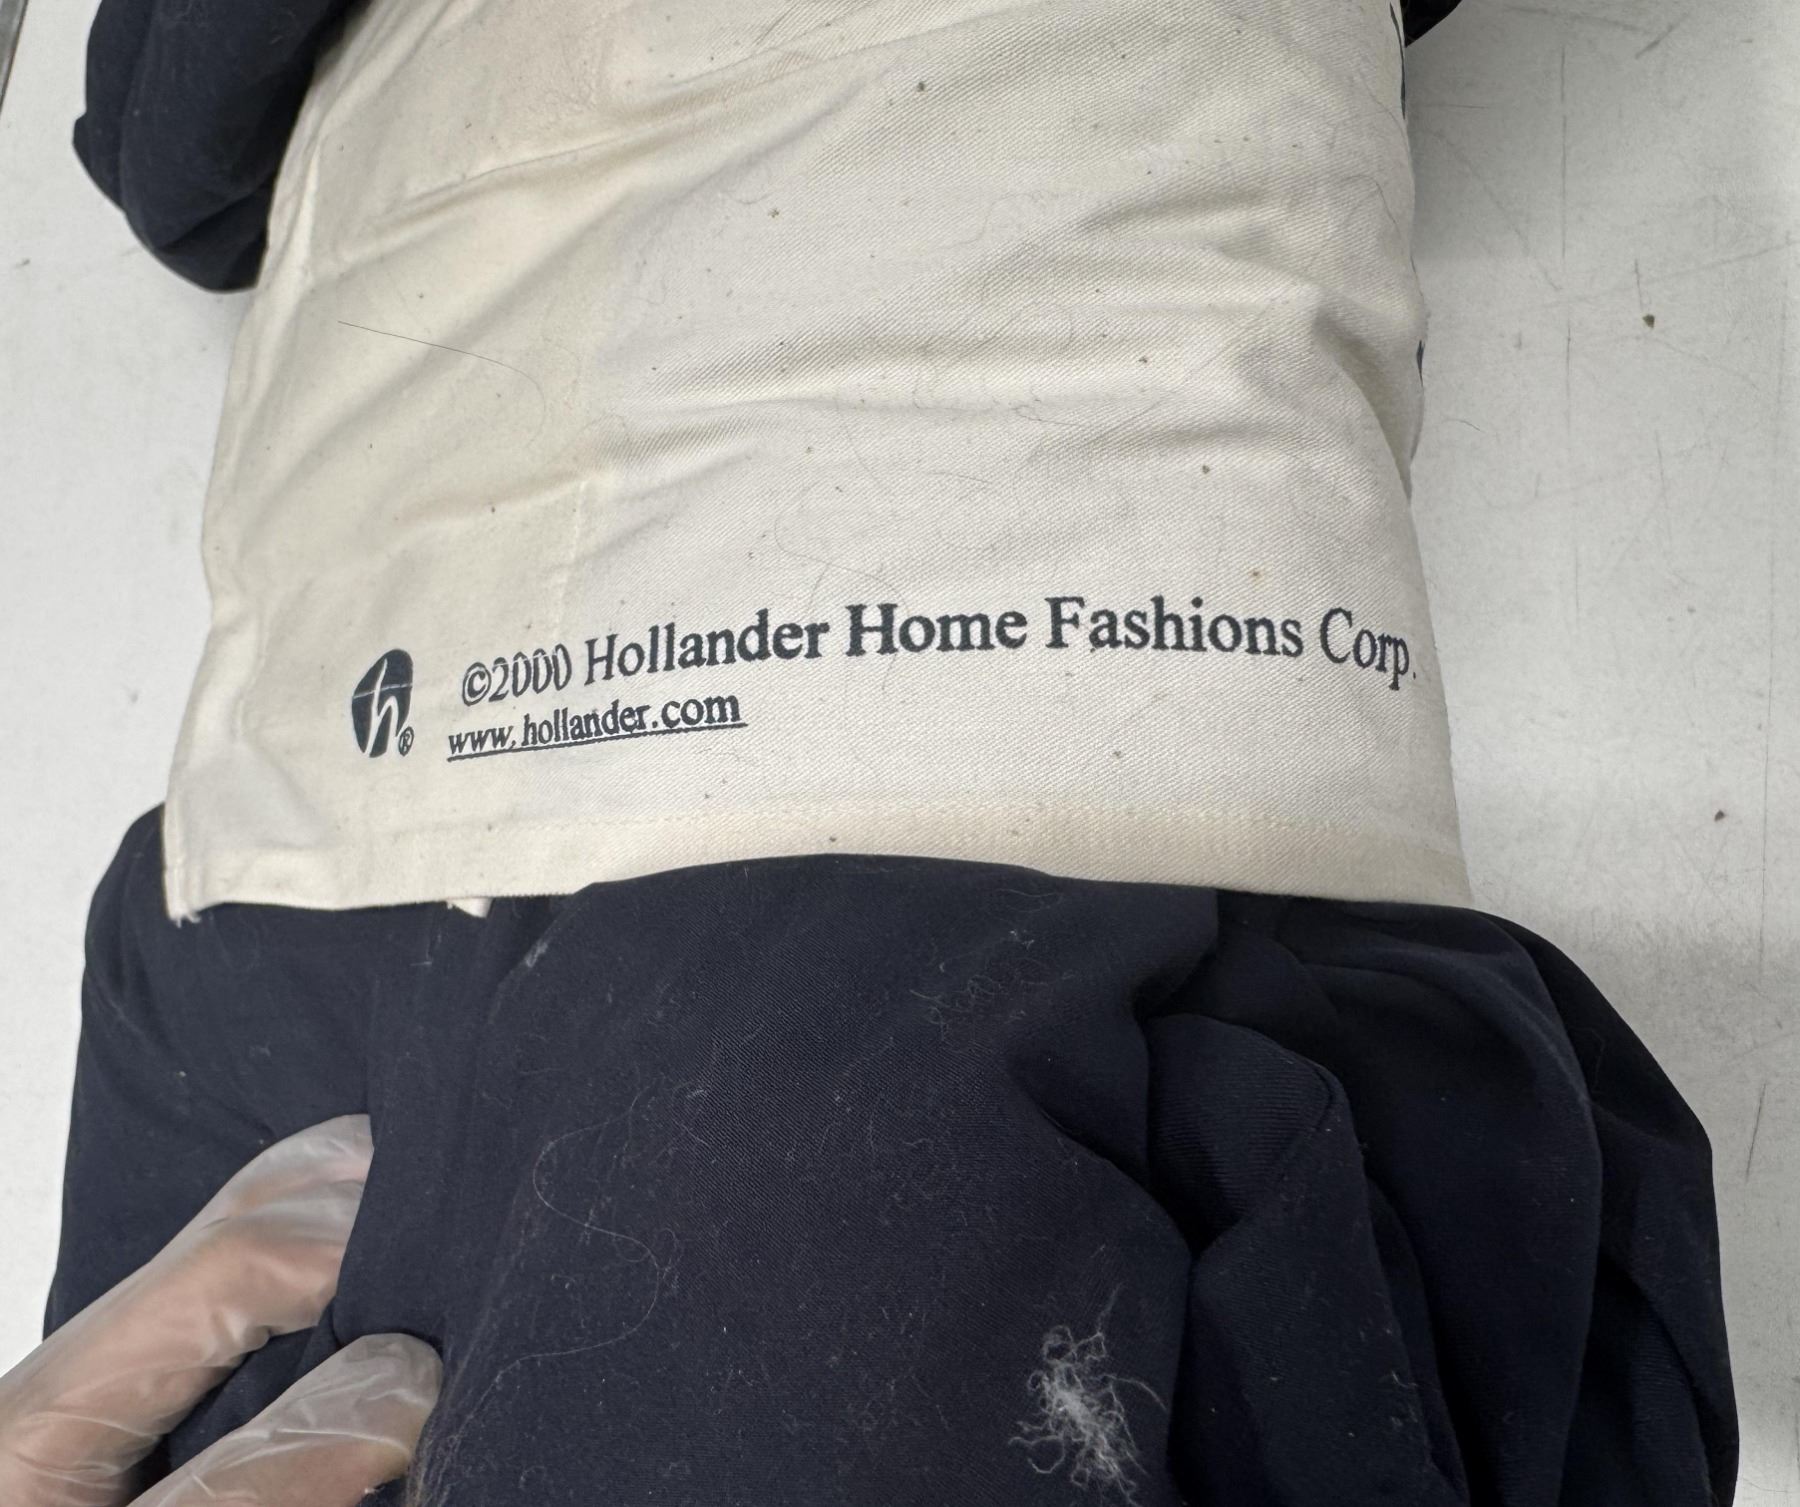 h®
©2000 Hollander Home Fashions Corp.
www.hollander.com